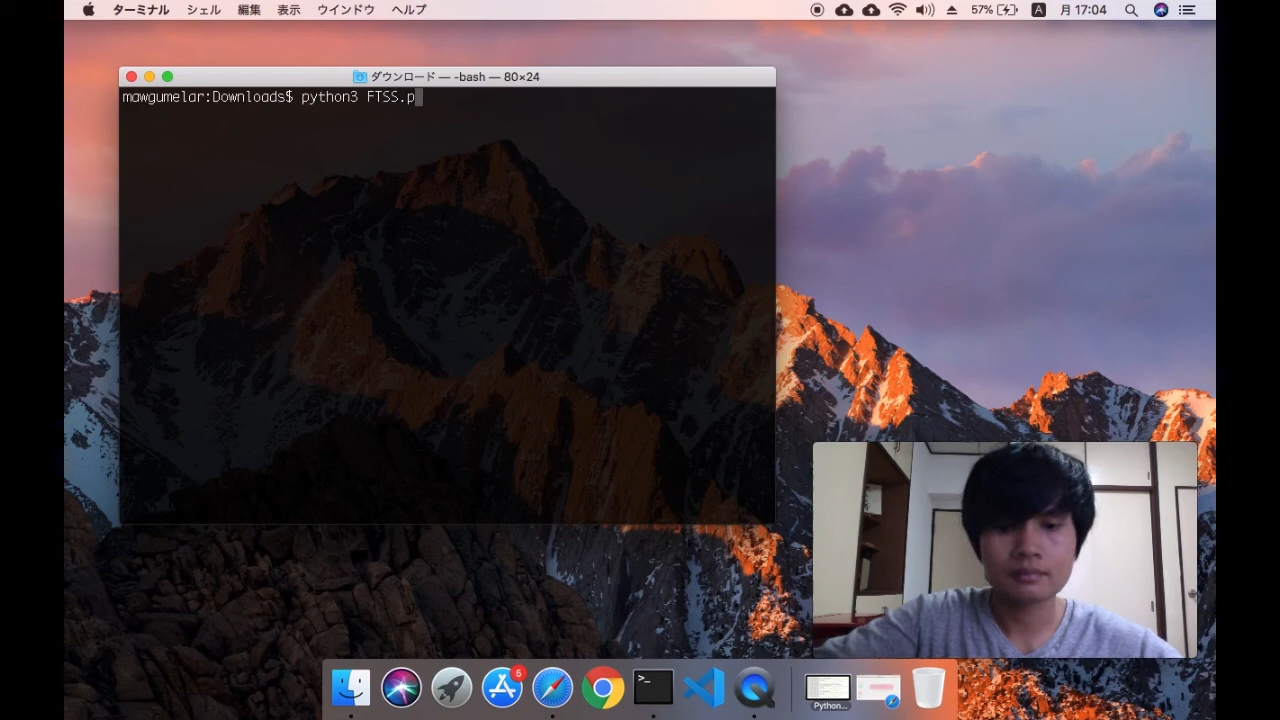 ターミナル シェル 編集 表示 ウインドウ ヘルプ 57% A 月 17:04
ダウンロード — -bash — 80×24
mawgumelar:Downloads$ python3 FTSS.p
5
>_
Python...